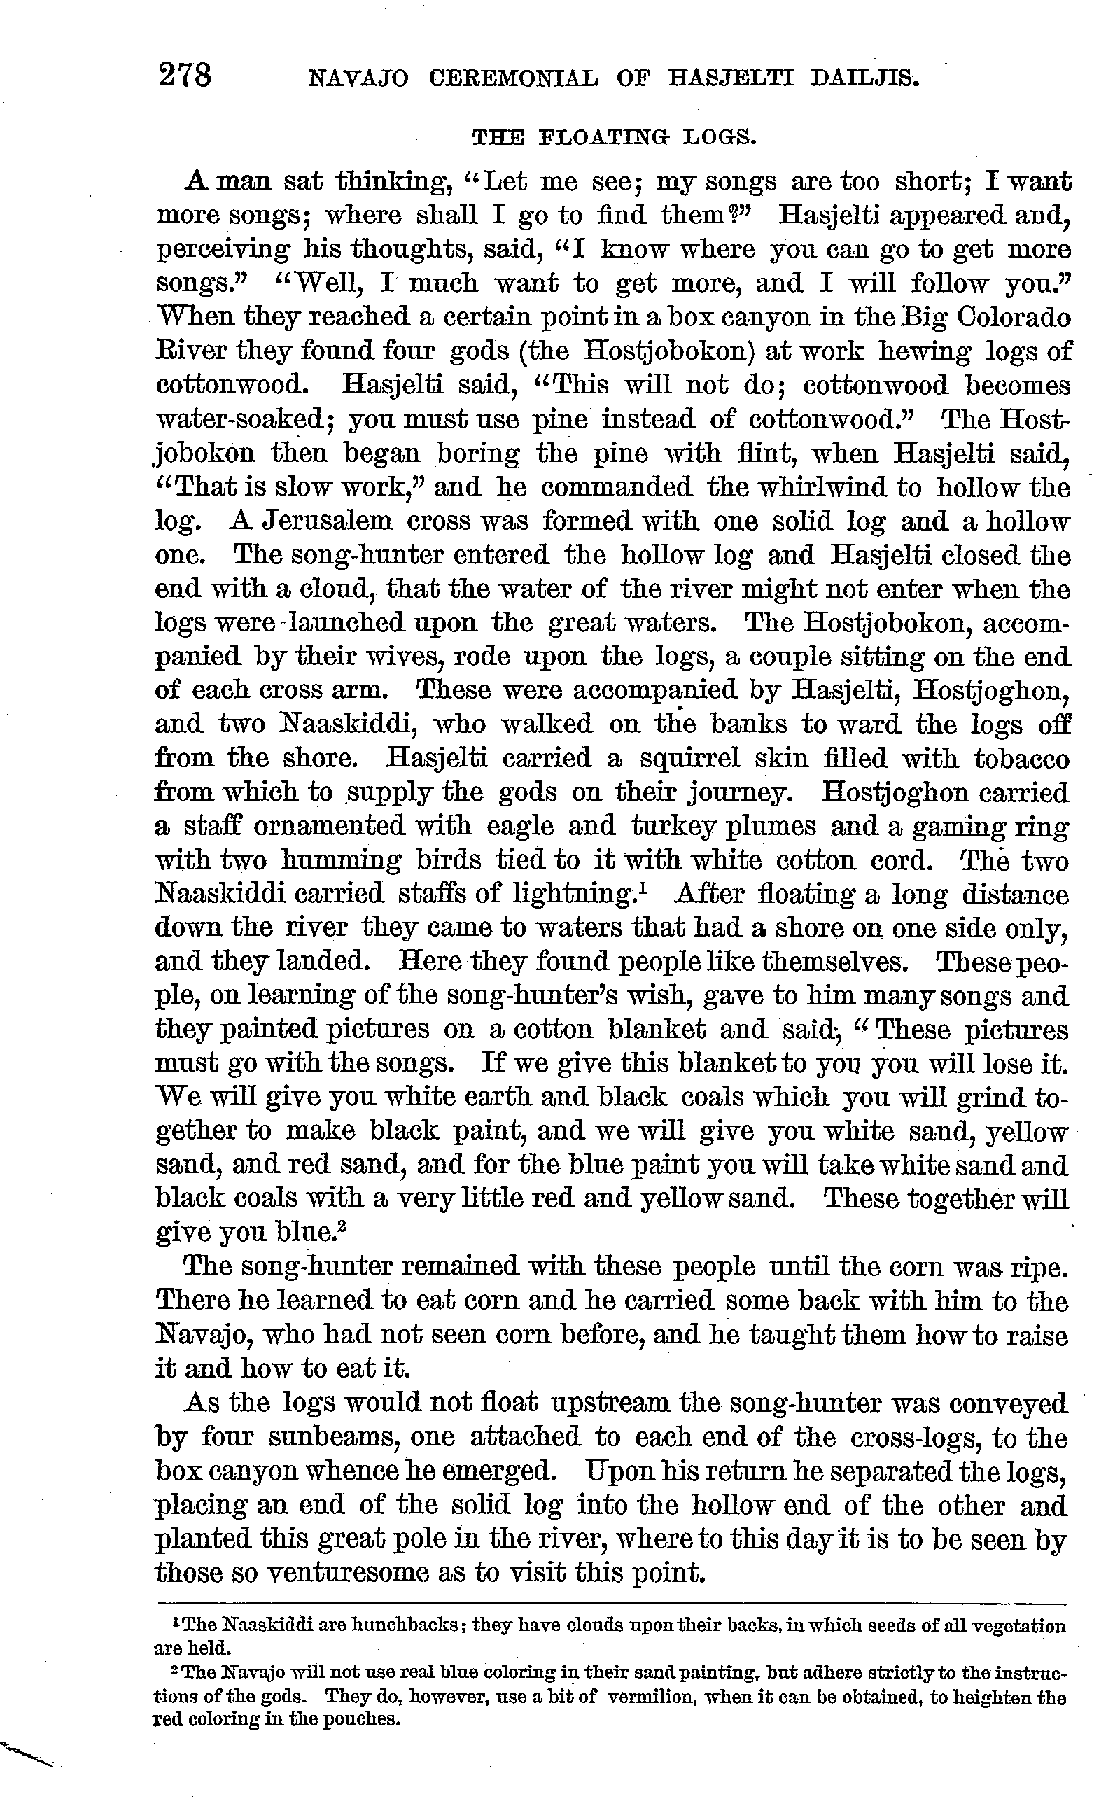 278 NAVAJO CEREMONIAL OF HASJELTI DAILJIS.
THE FLOATING LOGS.
A man sat thinking, “Let me see; my songs are too short; I want
more songs; where shall I go to find them?” Hasjelti appeared and,
perceiving his thoughts, said, “I know where you can go to get more
songs.” “Well, I much want to get more, and I will follow you.”
When they reached a certain point in a box canyon in the Big Colorado
River they found four gods (the Hostjobokon) at work hewing logs of
cottonwood. Hasjelti said, “This will not do; cottonwood becomes
water-soaked; you must use pine instead of cottonwood.” The Host-
jobokon then began boring the pine with flint, when Hasjelti said,
“That is slow work,” and he commanded the whirlwind to hollow the
log. A Jerusalem cross was formed with one solid log and a hollow
one. The song-hunter entered the hollow log and Hasjelti closed the
end with a cloud, that the water of the river might not enter when the
logs were launched upon the great waters. The Hostjobokon, accom-
panied by their wives, rode upon the logs, a couple sitting on the end
of each cross arm. These were accompanied by Hasjelti, Hostjoghon,
and two Naaskiddi, who walked on the banks to ward the logs off
from the shore. Hasjelti carried a squirrel skin filled with tobacco
from which to supply the gods on their journey. Hostjoghon carried
a staff ornamented with eagle and turkey plumes and a gaming ring
with two humming birds tied to it with white cotton cord. The two
Naaskiddi carried staffs of lightning.¹ After floating a long distance
down the river they came to waters that had a shore on one side only,
and they landed. Here they found people like themselves. These peo-
ple, on learning of the song-hunter’s wish, gave to him many songs and
they painted pictures on a cotton blanket and said, “These pictures
must go with the songs. If we give this blanket to you you will lose it.
We will give you white earth and black coals which you will grind to-
gether to make black paint, and we will give you white sand, yellow
sand, and red sand, and for the blue paint you will take white sand and
black coals with a very little red and yellow sand. These together will
give you blue.²
The song-hunter remained with these people until the corn was ripe.
There he learned to eat corn and he carried some back with him to the
Navajo, who had not seen corn before, and he taught them how to raise
it and how to eat it.
As the logs would not float upstream the song-hunter was conveyed
by four sunbeams, one attached to each end of the cross-logs, to the
box canyon whence he emerged. Upon his return he separated the logs,
placing an end of the solid log into the hollow end of the other and
planted this great pole in the river, where to this day it is to be seen by
those so venturesome as to visit this point.
¹The Naaskiddi are hunchbacks; they have clouds upon their backs, in which seeds of all vegetation
are held.
²The Navajo will not use real blue coloring in their sand painting, but adhere strictly to the instruc-
tions of the gods. They do, however, use a bit of vermilion, when it can be obtained, to heighten the
red coloring in the pouches.